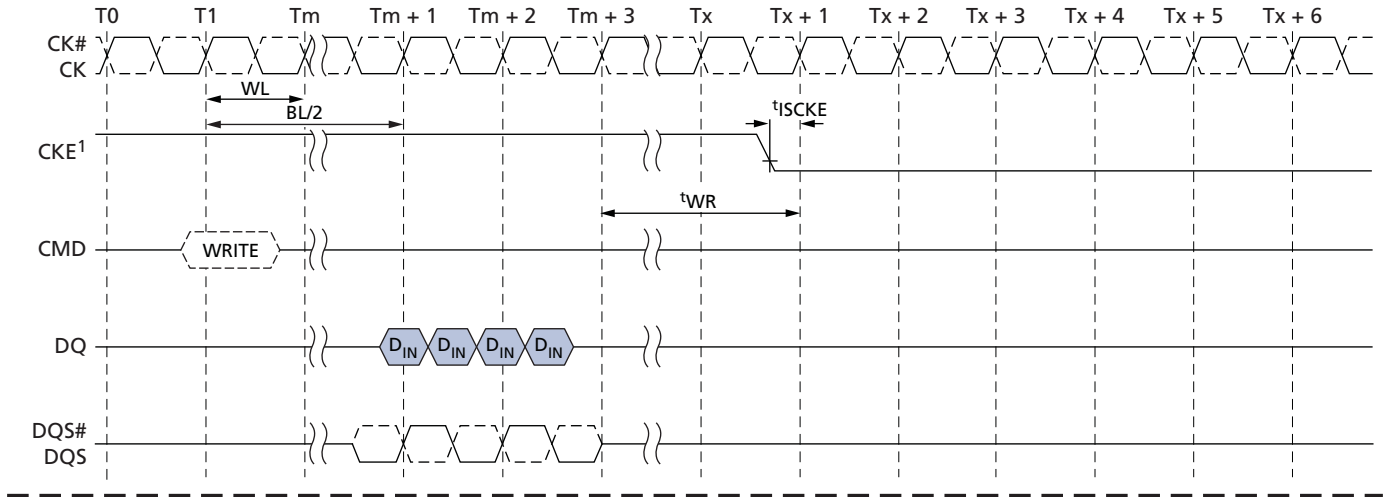 T0 T1 Tm Tm + 1 Tm + 2 Tm + 3 Tx Tx + 1 Tx + 2 Tx + 3 Tx + 4 Tx + 5 Tx + 6
CK#
CK
WL
BL/2
tISCKE
CKE1
tWR
CMD WRITE
DQ DIN DIN DIN DIN
DQS#
DQS